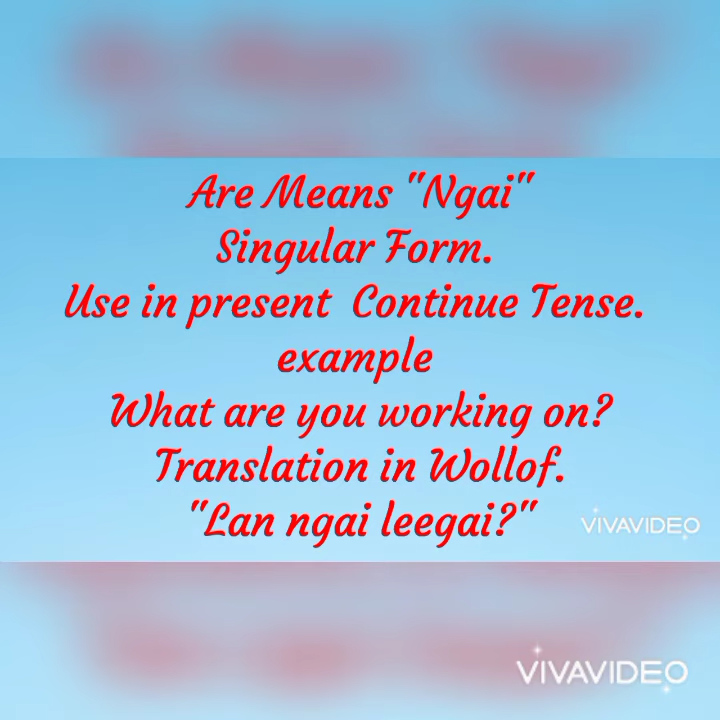 Are Means "Ngai"
Singular Form.
Use in present Continue Tense.
example
What are you working on?
Translation in Wollof.
"Lan ngai leegai?"
VIVAVIDEO
VIVAVIDEO